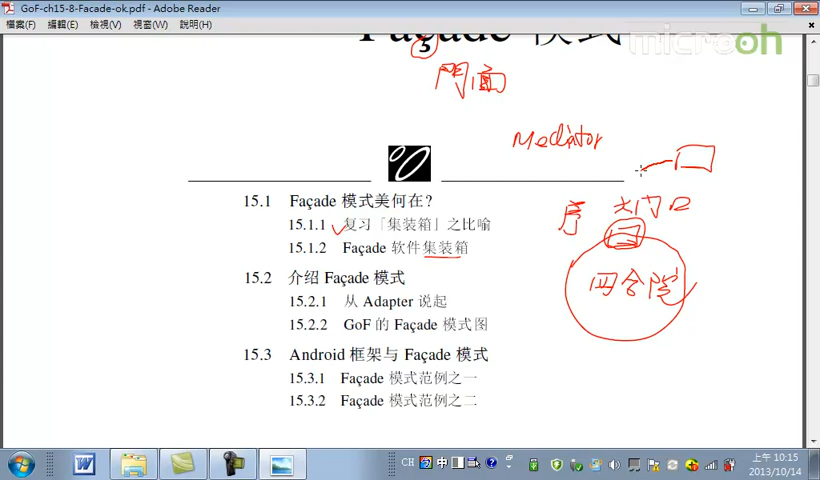 GoF-ch15-8-Facade-ok.pdf - Adobe Reader
檔案(F) 編輯(E) 檢視(V) 視窗(W) 說明(H)
Façade 模式
microoh
門面
Mediator
15.1 Façade 模式美何在?
序 大门口
15.1.1 复习「集装箱」之比喻
15.1.2 Façade 软件集装箱
四合院
15.2 介绍 Façade 模式
15.2.1 从 Adapter 说起
15.2.2 GoF 的 Façade 模式图
15.3 Android 框架与 Façade 模式
15.3.1 Façade 模式范例之一
15.3.2 Façade 模式范例之二
CH 中
上午 10:15
2013/10/14